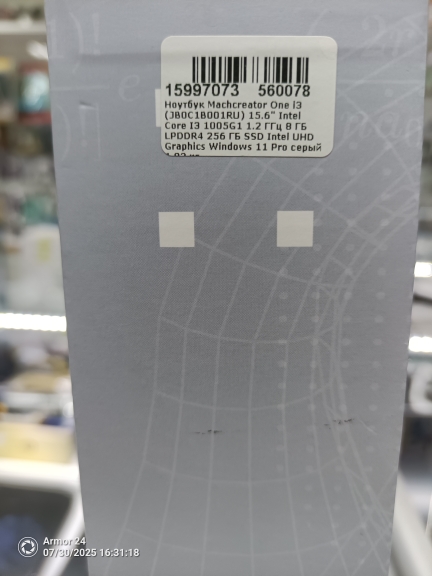 15997073 560078
Ноутбук Machcreator One i3
(JB0C1B001RU) 15.6" Intel
Core I3 1005G1 1.2 ГГц 8 ГБ
LPDDR4 256 ГБ SSD Intel UHD
Graphics Windows 11 Pro серый
Armor 24
07/30/2025 16:31:18